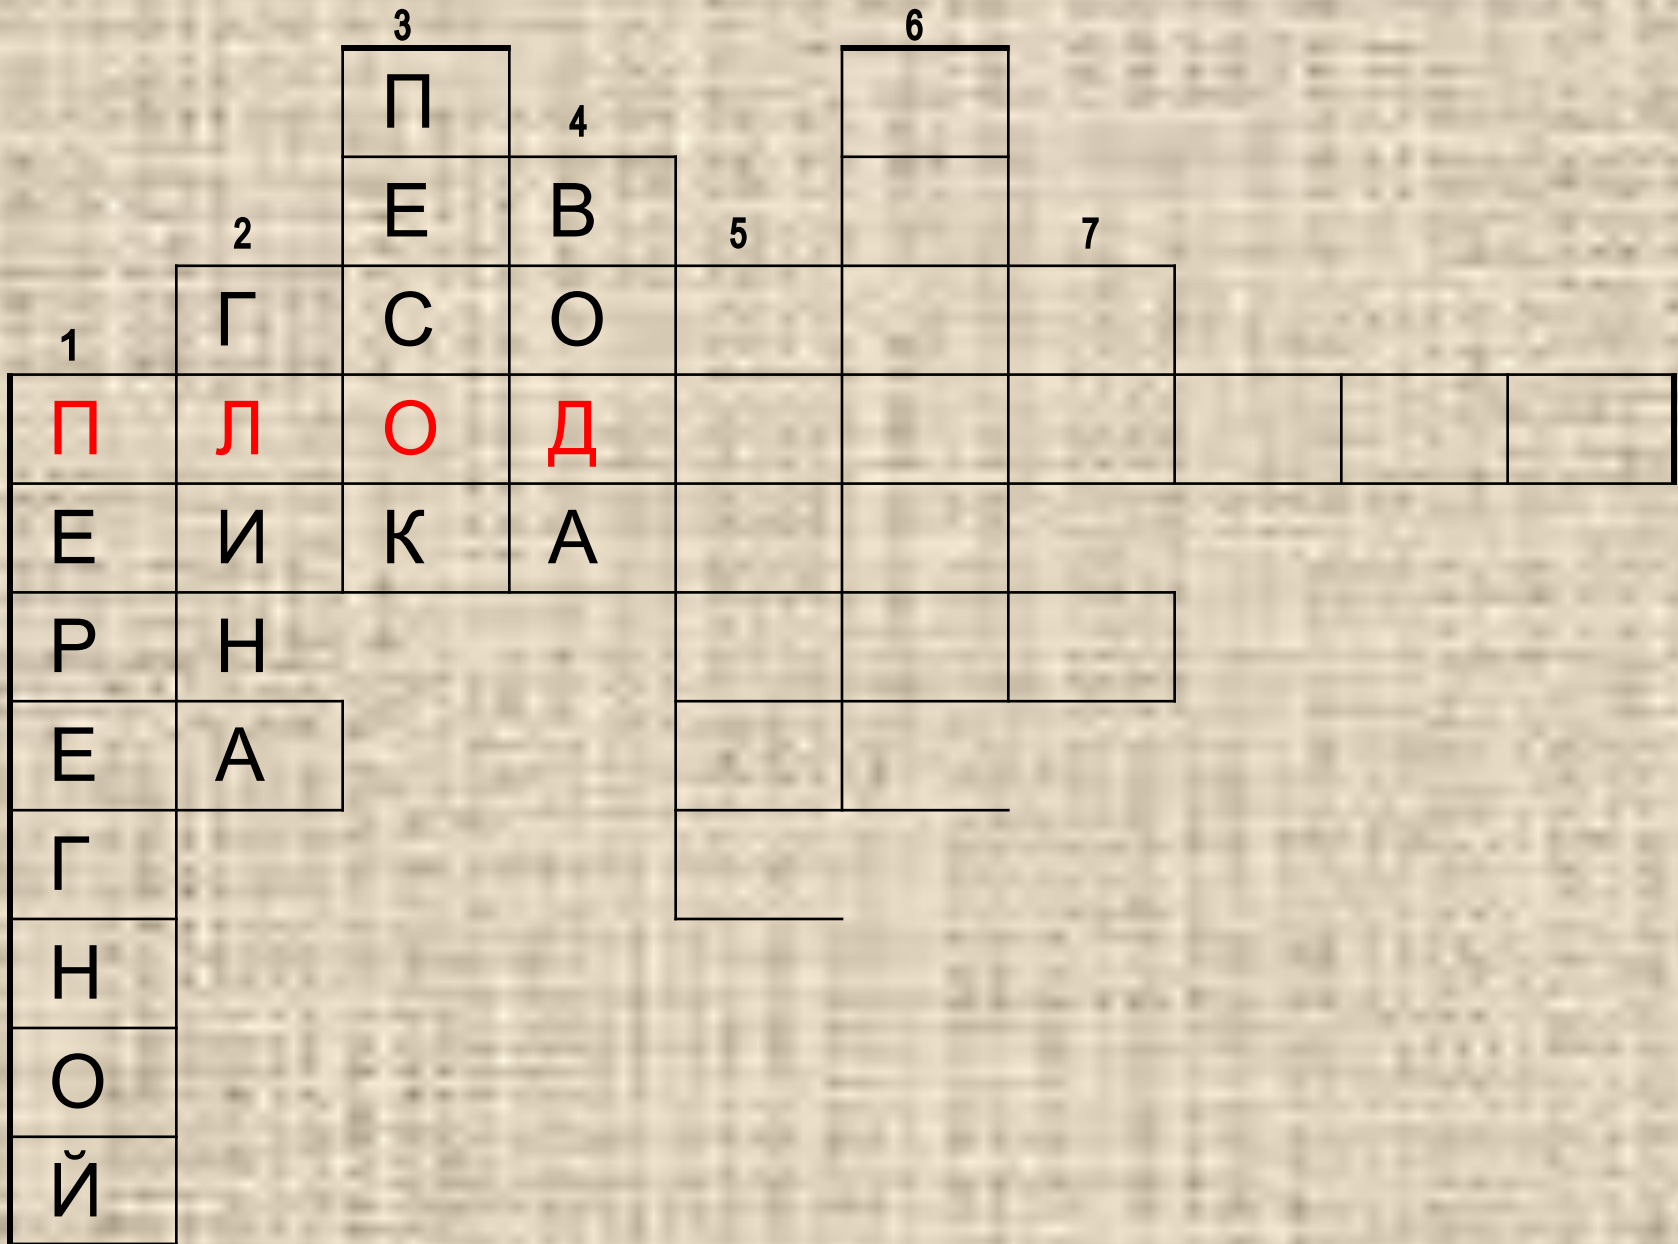 3 6
П 4
Е В
2 5 7
Г С О
1
П Л О Д
Е И К А
Р Н
Е А
Г
Н
О
Й